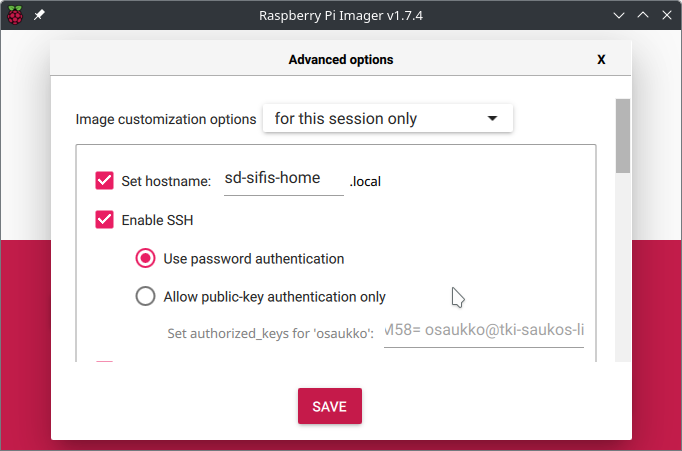 Raspberry Pi Imager v1.7.4
Advanced options X
Image customization options for this session only
Set hostname: sd-sifis-home .local
Enable SSH
Use password authentication
Allow public-key authentication only
Set authorized_keys for 'osaukko': M58= osaukko@tki-saukos-li
SAVE